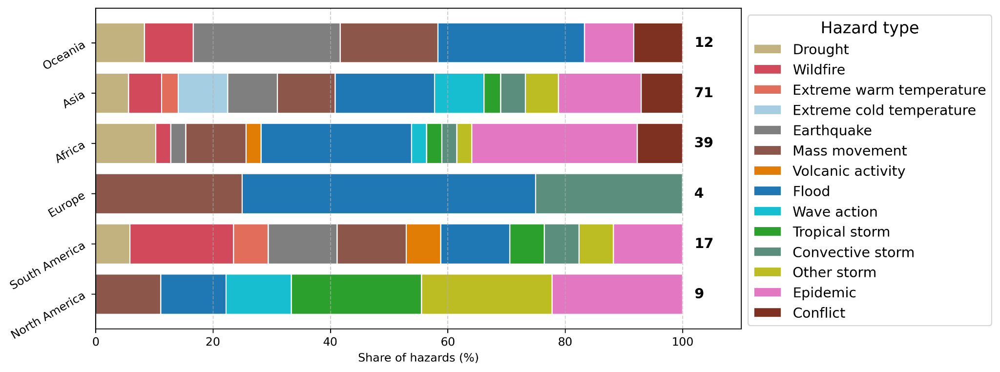 Oceania
Asia
Africa
Europe
South America
North America
12
71
39
4
17
9
0 20 40 60 80 100
Share of hazards (%)
Hazard type
Drought
Wildfire
Extreme warm temperature
Extreme cold temperature
Earthquake
Mass movement
Volcanic activity
Flood
Wave action
Tropical storm
Convective storm
Other storm
Epidemic
Conflict